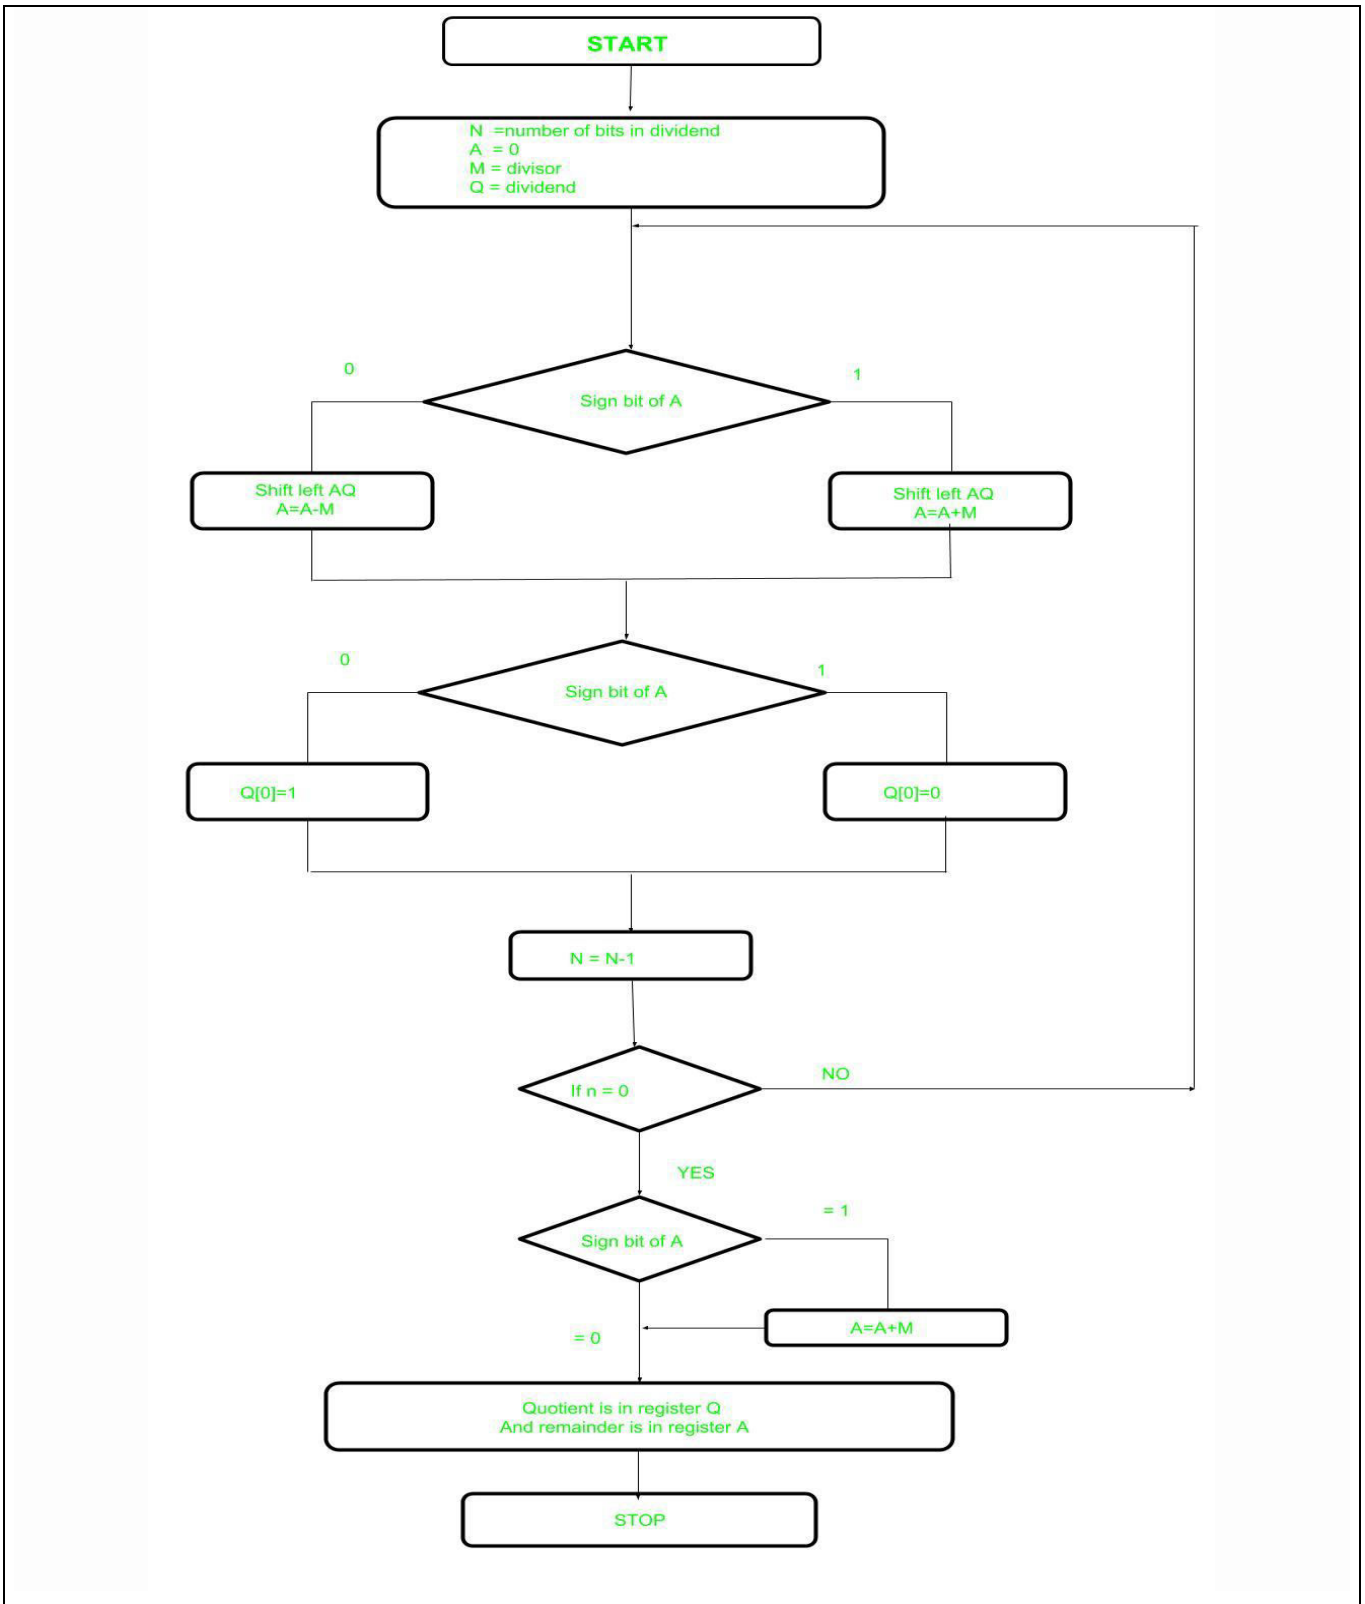 START
N =number of bits in dividend
A = 0
M = divisor
Q = dividend
0
1
Sign bit of A
Shift left AQ
A=A-M
Shift left AQ
A=A+M
0
1
Sign bit of A
Q[0]=1
Q[0]=0
N = N-1
If n = 0
NO
YES
= 1
Sign bit of A
A=A+M
= 0
Quotient is in register Q
And remainder is in register A
STOP